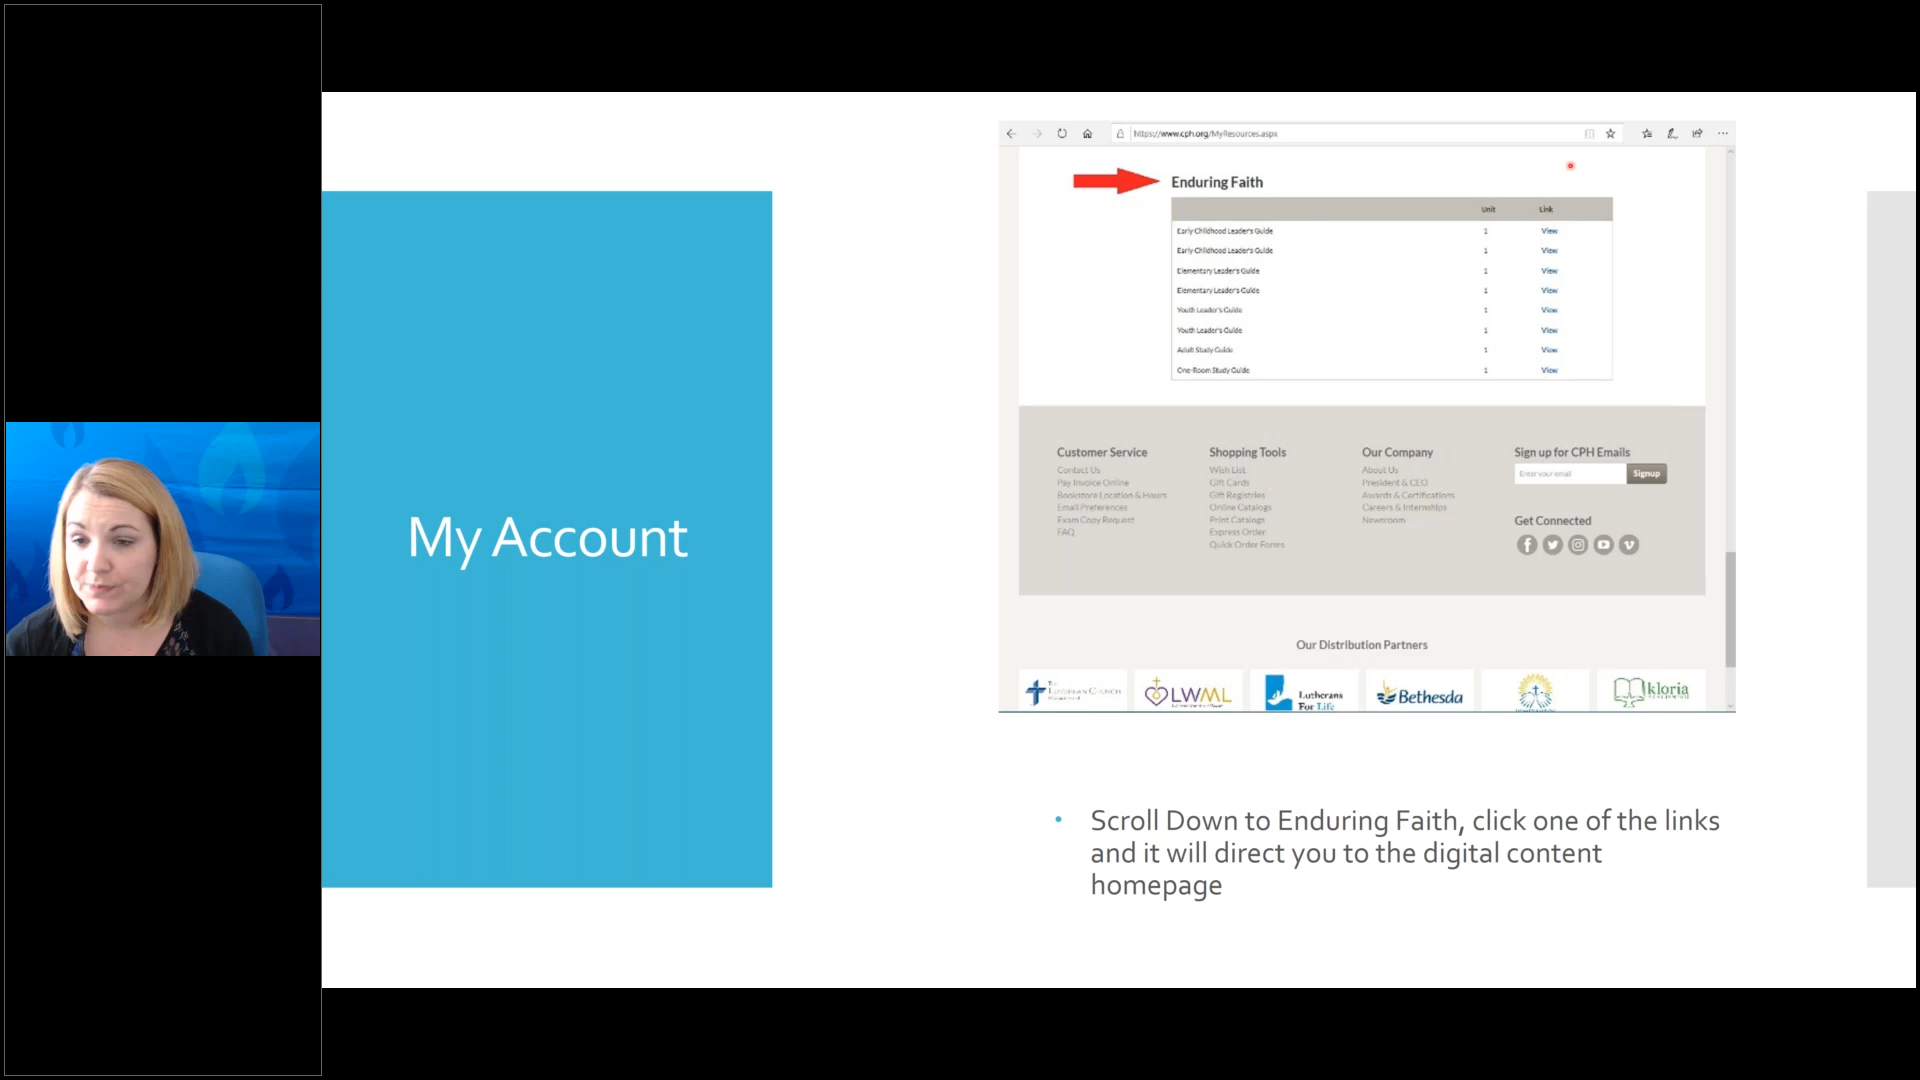 My Account
https://www.cph.org/MyResources.aspx
Enduring Faith
Unit Link
Early Childhood Leader's Guide 1 View
Early Childhood Leader's Guide 1 View
Elementary Leader's Guide 1 View
Elementary Leader's Guide 1 View
Youth Leader's Guide 1 View
Youth Leader's Guide 1 View
Adult Study Guide 1 View
One-Room Study Guide 1 View
Customer Service
Contact Us
Pay Invoice Online
Bookstore Location & Hours
Email Preferences
Exam Copy Request
FAQ
Shopping Tools
Wish List
Gift Cards
Gift Registries
Online Catalogs
Print Catalogs
Express Order
Quick Order Forms
Our Company
About Us
President & CEO
Awards & Certifications
Careers & Internships
Newsroom
Sign up for CPH Emails
Enter your email Signup
Get Connected
Our Distribution Partners
The
Lutheran Church
LWML
Lutherans
For Life
Bethesda
kloria
Scroll Down to Enduring Faith, click one of the links
and it will direct you to the digital content
homepage